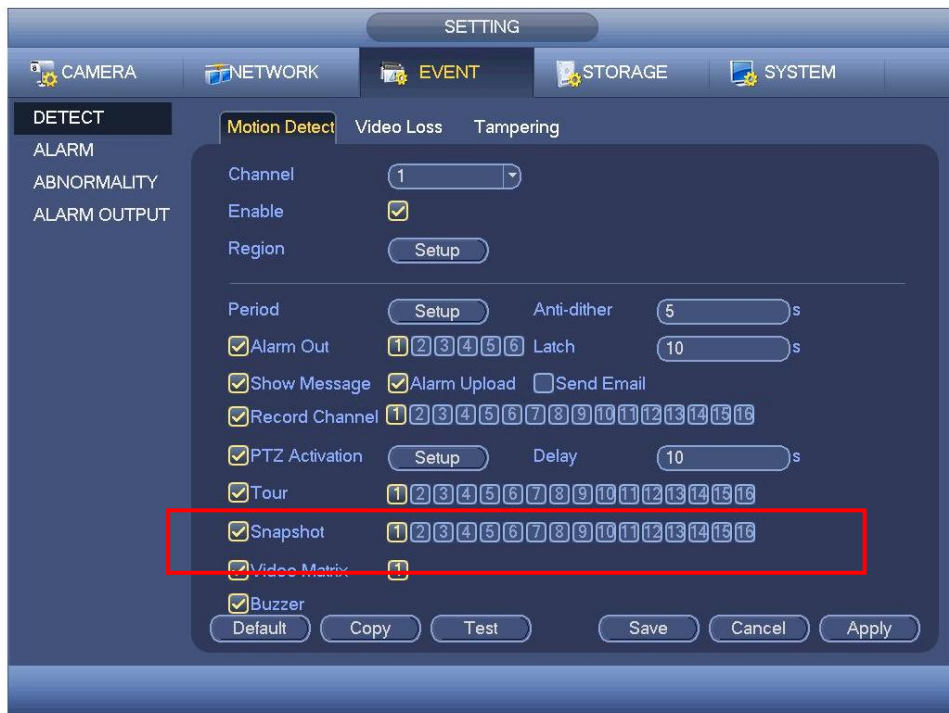 SETTING
CAMERA NETWORK EVENT STORAGE SYSTEM
DETECT
ALARM
ABNORMALITY
ALARM OUTPUT
Motion Detect Video Loss Tampering
Channel 1
Enable
Region Setup
Period Setup Anti-dither 5 s
Alarm Out 1 2 3 4 5 6 Latch 10 s
Show Message Alarm Upload Send Email
Record Channel 1 2 3 4 5 6 7 8 9 10 11 12 13 14 15 16
PTZ Activation Setup Delay 10 s
Tour 1 2 3 4 5 6 7 8 9 10 11 12 13 14 15 16
Snapshot 1 2 3 4 5 6 7 8 9 10 11 12 13 14 15 16
Video Matrix 1
Buzzer
Default Copy Test Save Cancel Apply